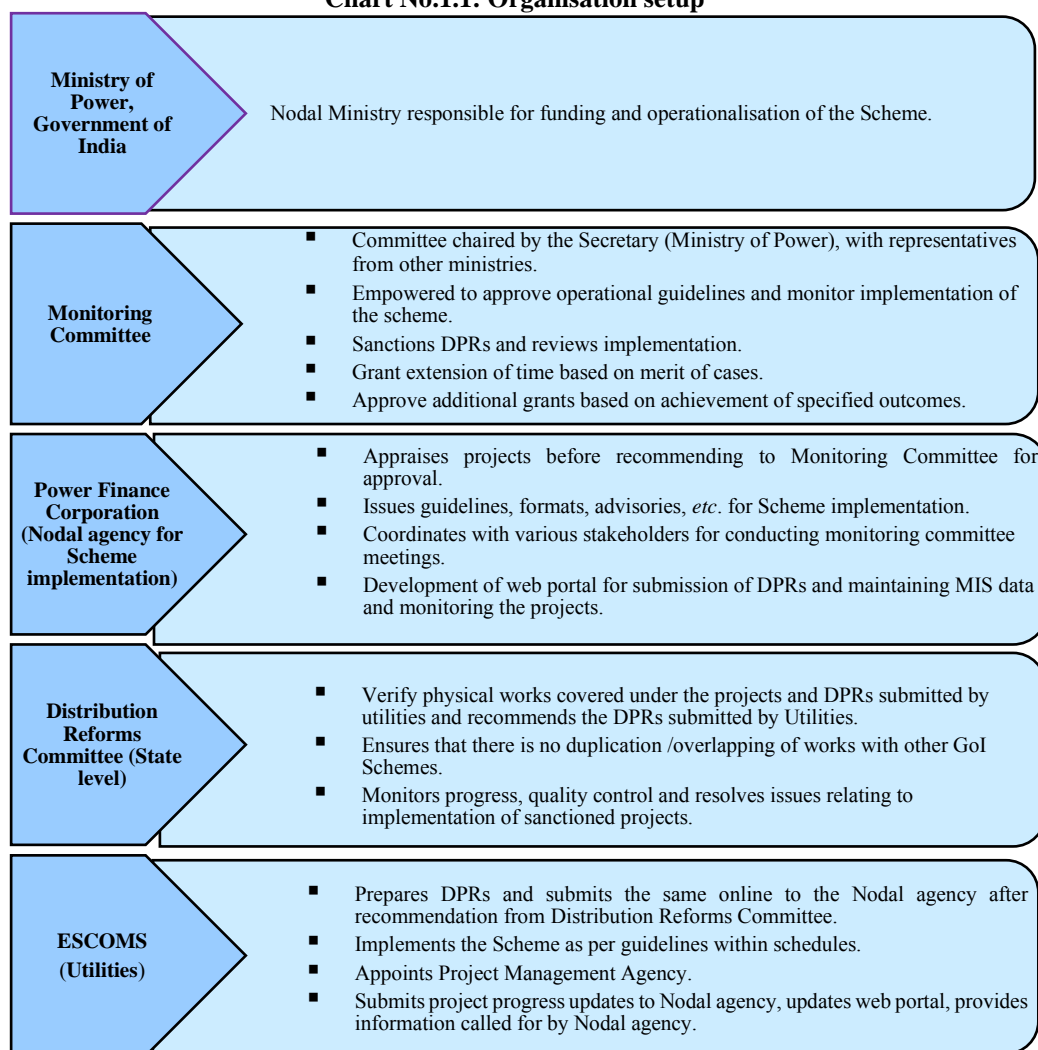 Chart No.1.1: Organisation setup
Ministry of
Power,
Government of
India
Nodal Ministry responsible for funding and operationalisation of the Scheme.
Monitoring
Committee
▪ Committee chaired by the Secretary (Ministry of Power), with representatives
from other ministries.
▪ Empowered to approve operational guidelines and monitor implementation of
the scheme.
▪ Sanctions DPRs and reviews implementation.
▪ Grant extension of time based on merit of cases.
▪ Approve additional grants based on achievement of specified outcomes.
Power Finance
Corporation
(Nodal agency for
Scheme
implementation)
▪ Appraises projects before recommending to Monitoring Committee for
approval.
▪ Issues guidelines, formats, advisories, etc. for Scheme implementation.
▪ Coordinates with various stakeholders for conducting monitoring committee
meetings.
▪ Development of web portal for submission of DPRs and maintaining MIS data
and monitoring the projects.
Distribution
Reforms
Committee (State
level)
▪ Verify physical works covered under the projects and DPRs submitted by
utilities and recommends the DPRs submitted by Utilities.
▪ Ensures that there is no duplication /overlapping of works with other GoI
Schemes.
▪ Monitors progress, quality control and resolves issues relating to
implementation of sanctioned projects.
ESCOMS
(Utilities)
▪ Prepares DPRs and submits the same online to the Nodal agency after
recommendation from Distribution Reforms Committee.
▪ Implements the Scheme as per guidelines within schedules.
▪ Appoints Project Management Agency.
▪ Submits project progress updates to Nodal agency, updates web portal, provides
information called for by Nodal agency.